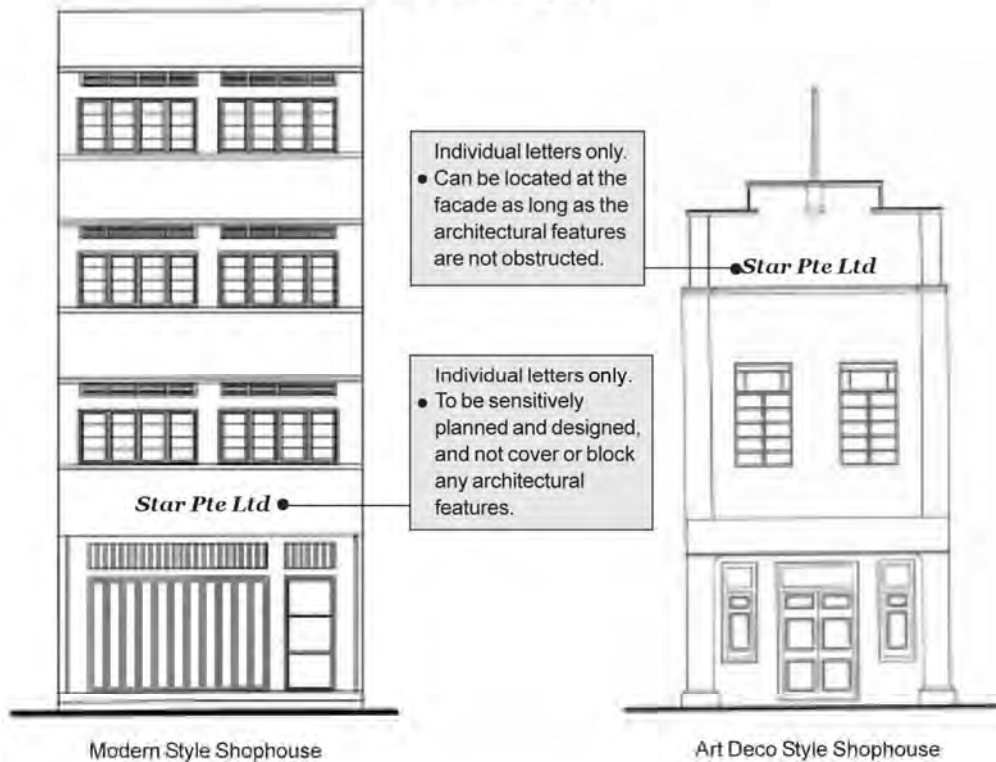 Individual letters only.
• Can be located at the
facade as long as the
architectural features
are not obstructed.
Star Pte Ltd
Individual letters only.
• To be sensitively
planned and designed,
and not cover or block
any architectural
features.
Star Pte Ltd
Modern Style Shophouse
Art Deco Style Shophouse